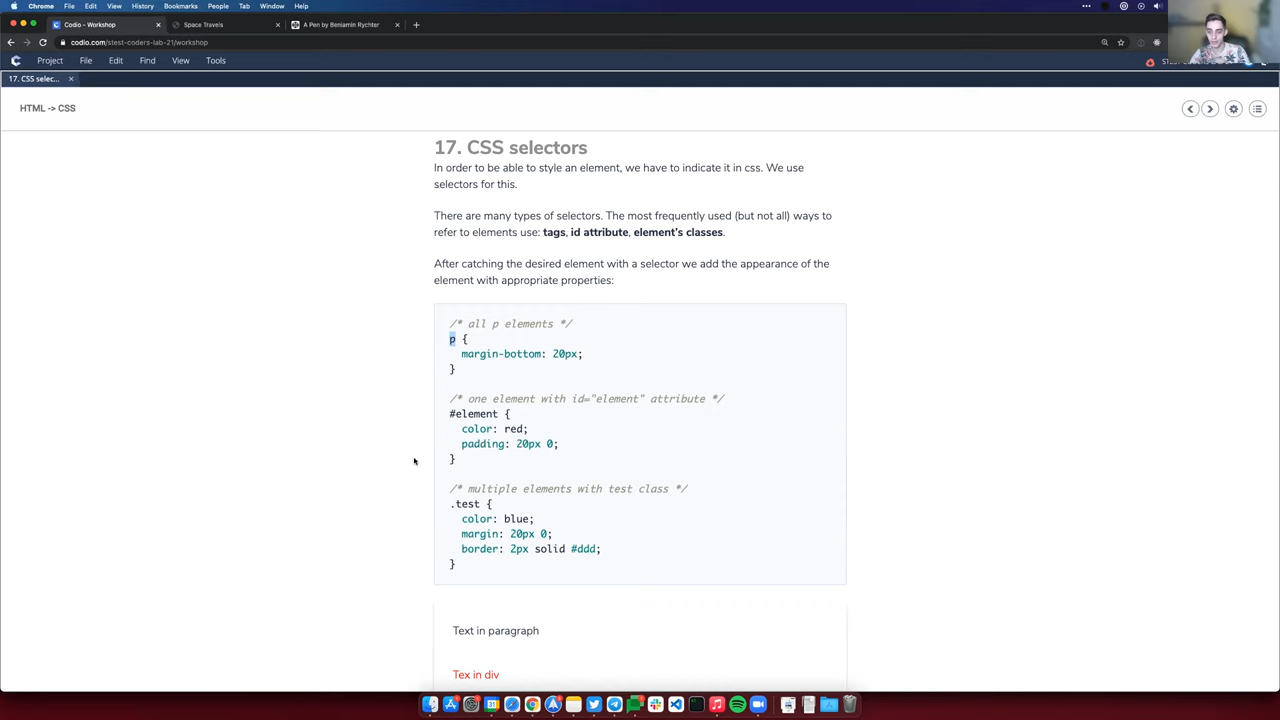 Chrome File Edit View History Bookmarks People Tab Window Help
Codio - Workshop
Space Travels
A Pen by Beniamin Rychter
codio.com/stest-coders-lab-21/workshop
Project File Edit Find View Tools
17. CSS selec...
HTML -> CSS
17. CSS selectors
In order to be able to style an element, we have to indicate it in css. We use
selectors for this.
There are many types of selectors. The most frequently used (but not all) ways to
refer to elements use: tags, id attribute, element's classes.
After catching the desired element with a selector we add the appearance of the
element with appropriate properties:
/* all p elements */
p {
margin-bottom: 20px;
}
/* one element with id="element" attribute */
#element {
color: red;
padding: 20px 0;
}
/* multiple elements with test class */
.test {
color: blue;
margin: 20px 0;
border: 2px solid #ddd;
}
Text in paragraph
Tex in div